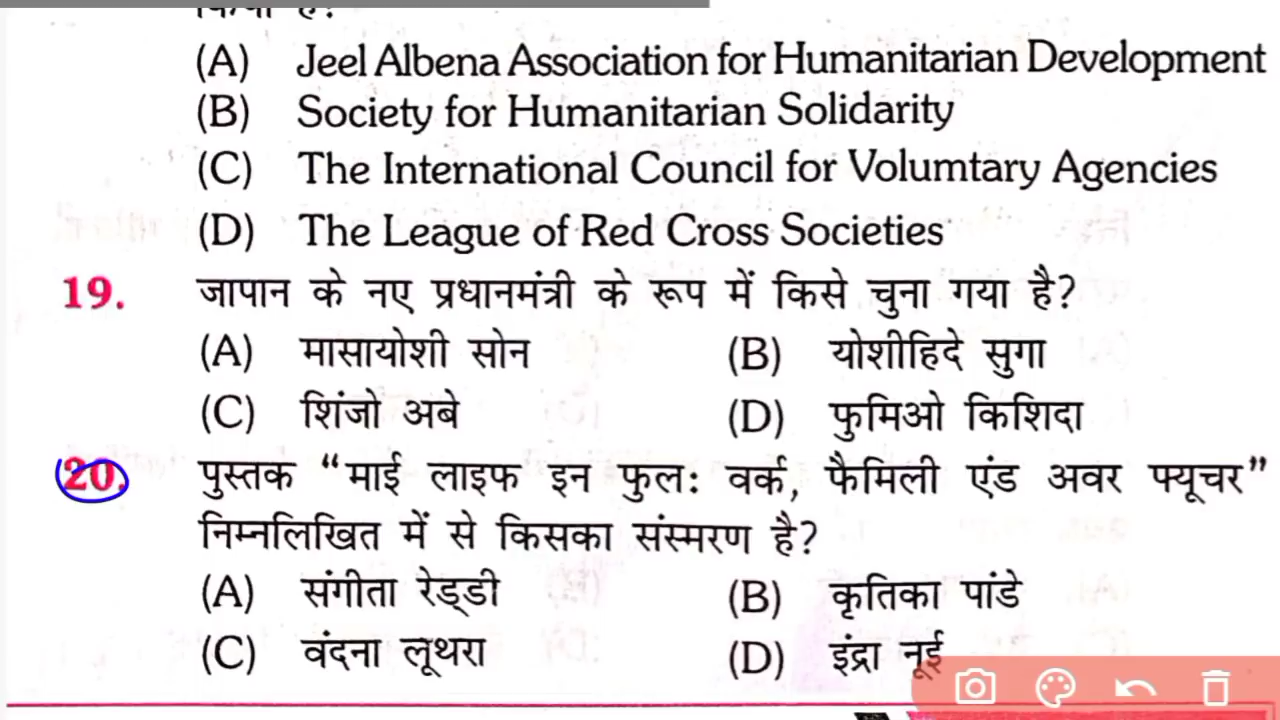 (A) Jeel Albena Association for Humanitarian Development
(B) Society for Humanitarian Solidarity
(C) The International Council for Volumtary Agencies
(D) The League of Red Cross Societies
19. जापान के नए प्रधानमंत्री के रूप में किसे चुना गया है?
(A) मासायोशी सोन (B) योशीहिदे सुगा
(C) शिंजो अबे (D) फुमिओ किशिदा
20. पुस्तक “माई लाइफ इन फुल: वर्क, फैमिली एंड अवर फ्यूचर”
निम्नलिखित में से किसका संस्मरण है?
(A) संगीता रेड्डी (B) कृतिका पांडे
(C) वंदना लूथरा (D) इंद्रा नूई